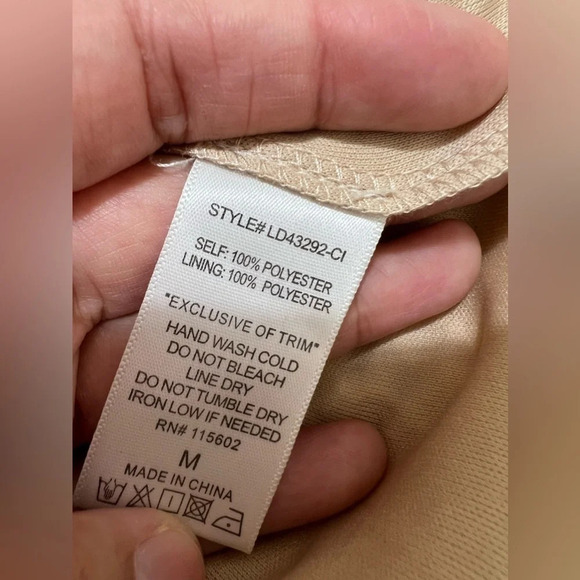 STYLE# LD43292-CI
SELF: 100% POLYESTER
LINING: 100% POLYESTER
"EXCLUSIVE OF TRIM"
HAND WASH COLD
DO NOT BLEACH
LINE DRY
DO NOT TUMBLE DRY
IRON LOW IF NEEDED
RN# 115602
M
MADE IN CHINA